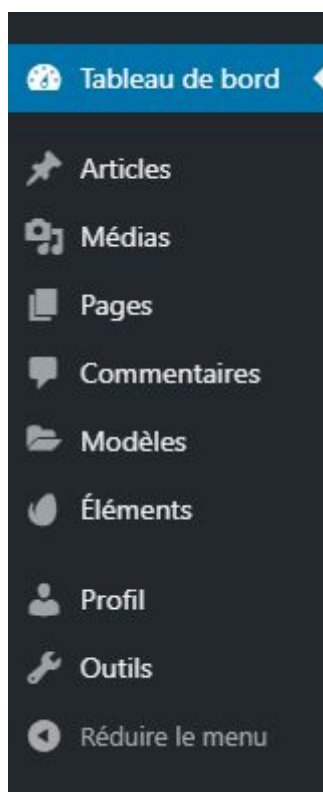 Tableau de bord
Articles
Médias
Pages
Commentaires
Modèles
Éléments
Profil
Outils
Réduire le menu